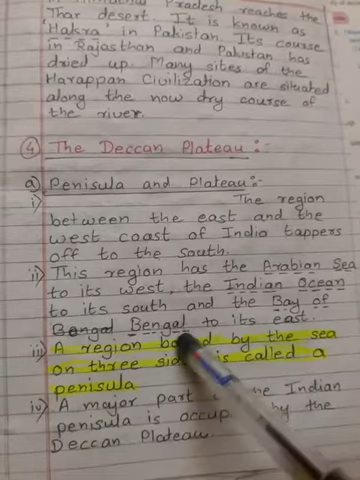 Pradesh reaches the
Thar desert. It is known as
'Hakra' in Pakistan. Its course
in Rajasthan and Pakistan has
dried up. Many sites of the
Harappan Civilization are situated
along the now dry course of
the river.
④ The Deccan Plateau:-
a) Penisula and Plateau:-
i) The region
between the east and the
west coast of India tappers
off to the South.
ii) This region has the Arabian Sea
to its west, the Indian Ocean
to its south and the Bay of
Bengal Bengal to its east.
iii) A region by the sea
on three is called a
penisula
iv) A major part Indian
penisula is by the
Deccan Plateau.